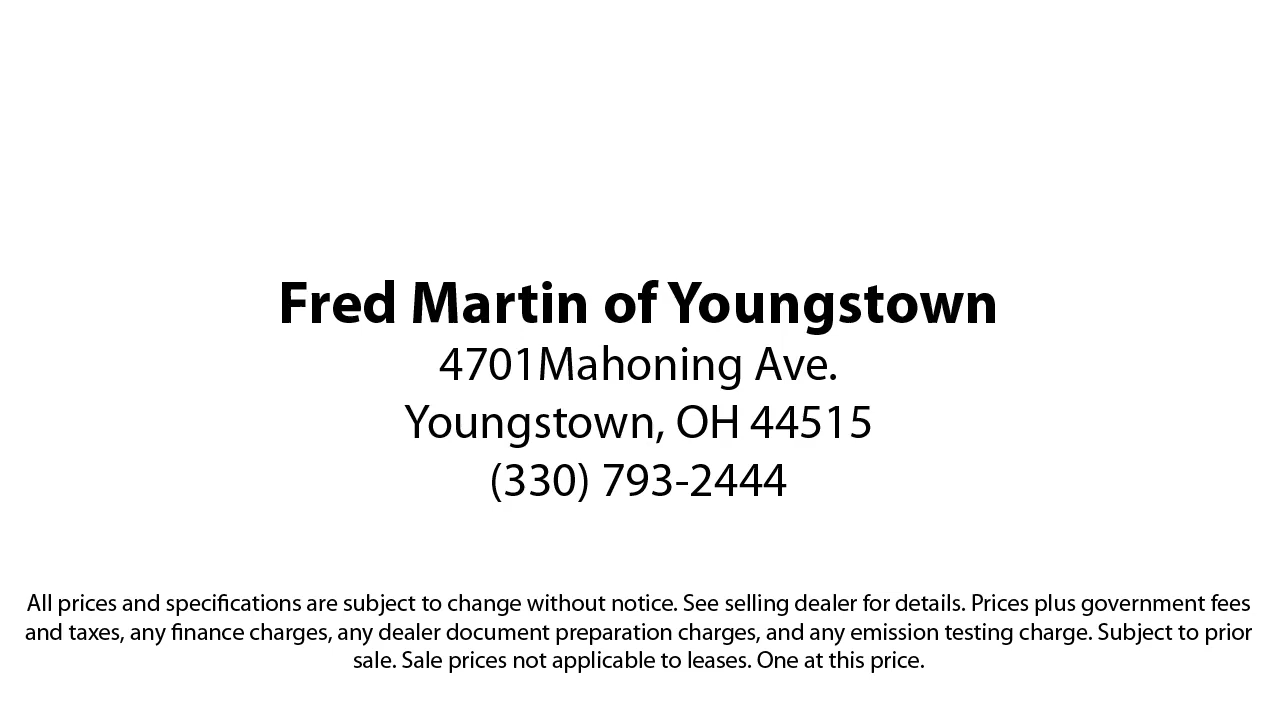 Fred Martin of Youngstown
4701Mahoning Ave.
Youngstown, OH 44515
(330) 793-2444
All prices and specifications are subject to change without notice. See selling dealer for details. Prices plus government fees
and taxes, any finance charges, any dealer document preparation charges, and any emission testing charge. Subject to prior
sale. Sale prices not applicable to leases. One at this price.